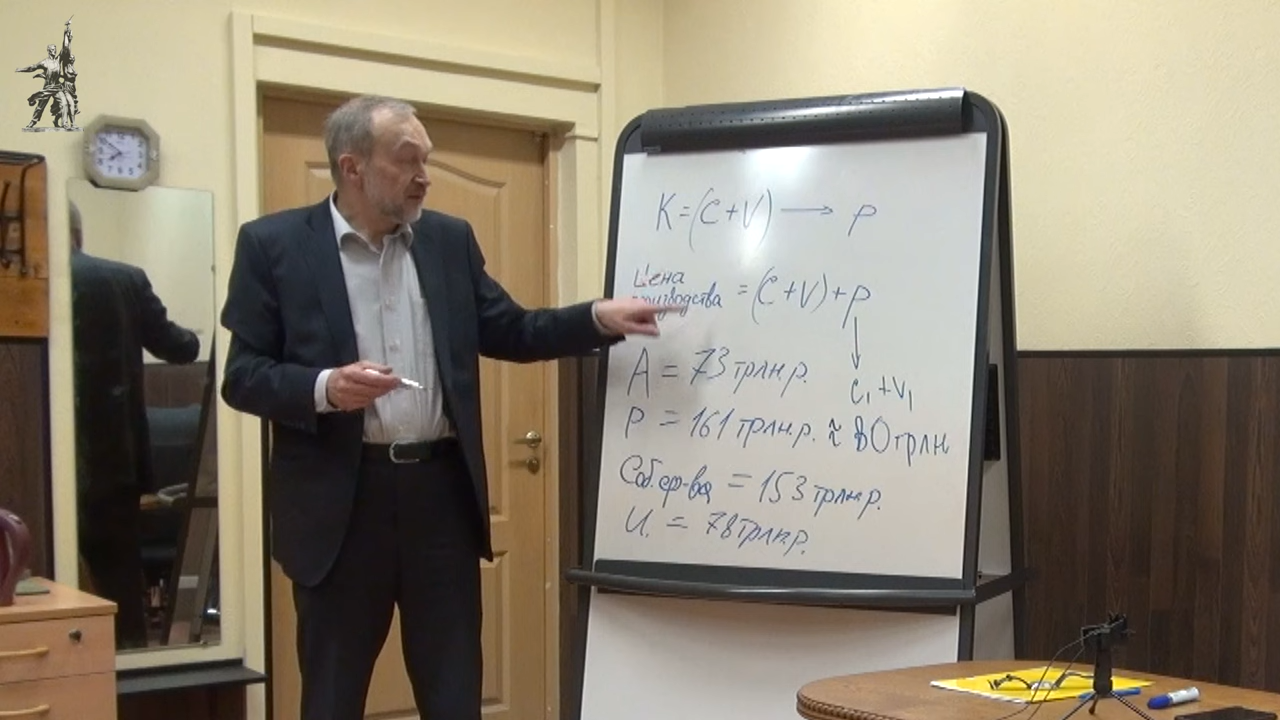 K = (C+V) → p
Цена
производства = (C+V)+p
↓
A = 73 трлн.р.
c₁+v₁
P = 161 трлн.р. ≈ 80 трлн
Соб.ср-ва = 153 трлн.р.
И. = 78 трлн.р.